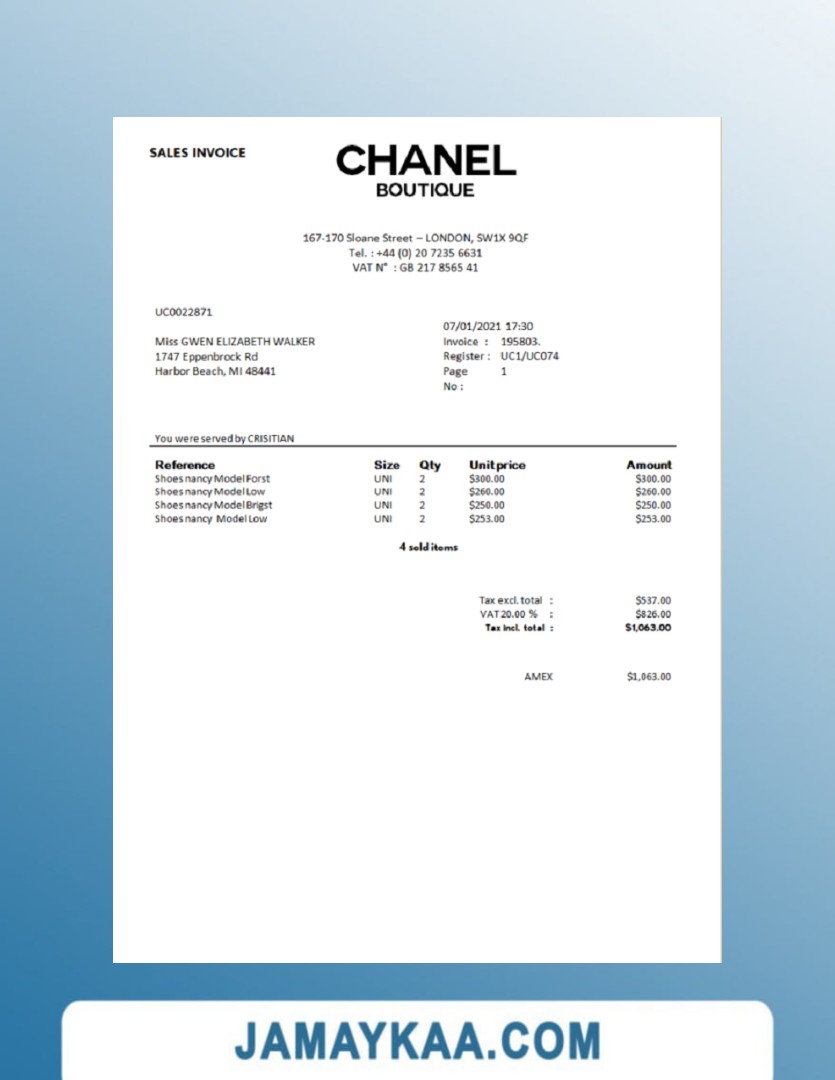 SALES INVOICE
CHANEL
BOUTIQUE
167-170 Sloane Street – LONDON, SW1X 9QF
Tel. : +44 (0) 20 7235 6631
VAT N° : GB 217 8565 41
UC0022871
07/01/2021 17:30
Miss GWEN ELIZABETH WALKER
Invoice : 195803.
1747 Eppenbrock Rd
Register : UC1/UC074
Harbor Beach, MI 48441
Page 1
No :
You were served by CRISITIAN
Reference Size Qty Unit price Amount
Shoes nancy Model Forst UNI 2 $300.00 $300.00
Shoes nancy Model Low UNI 2 $260.00 $260.00
Shoes nancy Model Brigst UNI 2 $250.00 $250.00
Shoes nancy Model Low UNI 2 $253.00 $253.00
4 sold items
Tax excl. total : $537.00
VAT 20.00 % : $826.00
Tax incl. total : $1,063.00
AMEX $1,063.00
JAMAYKAA.COM